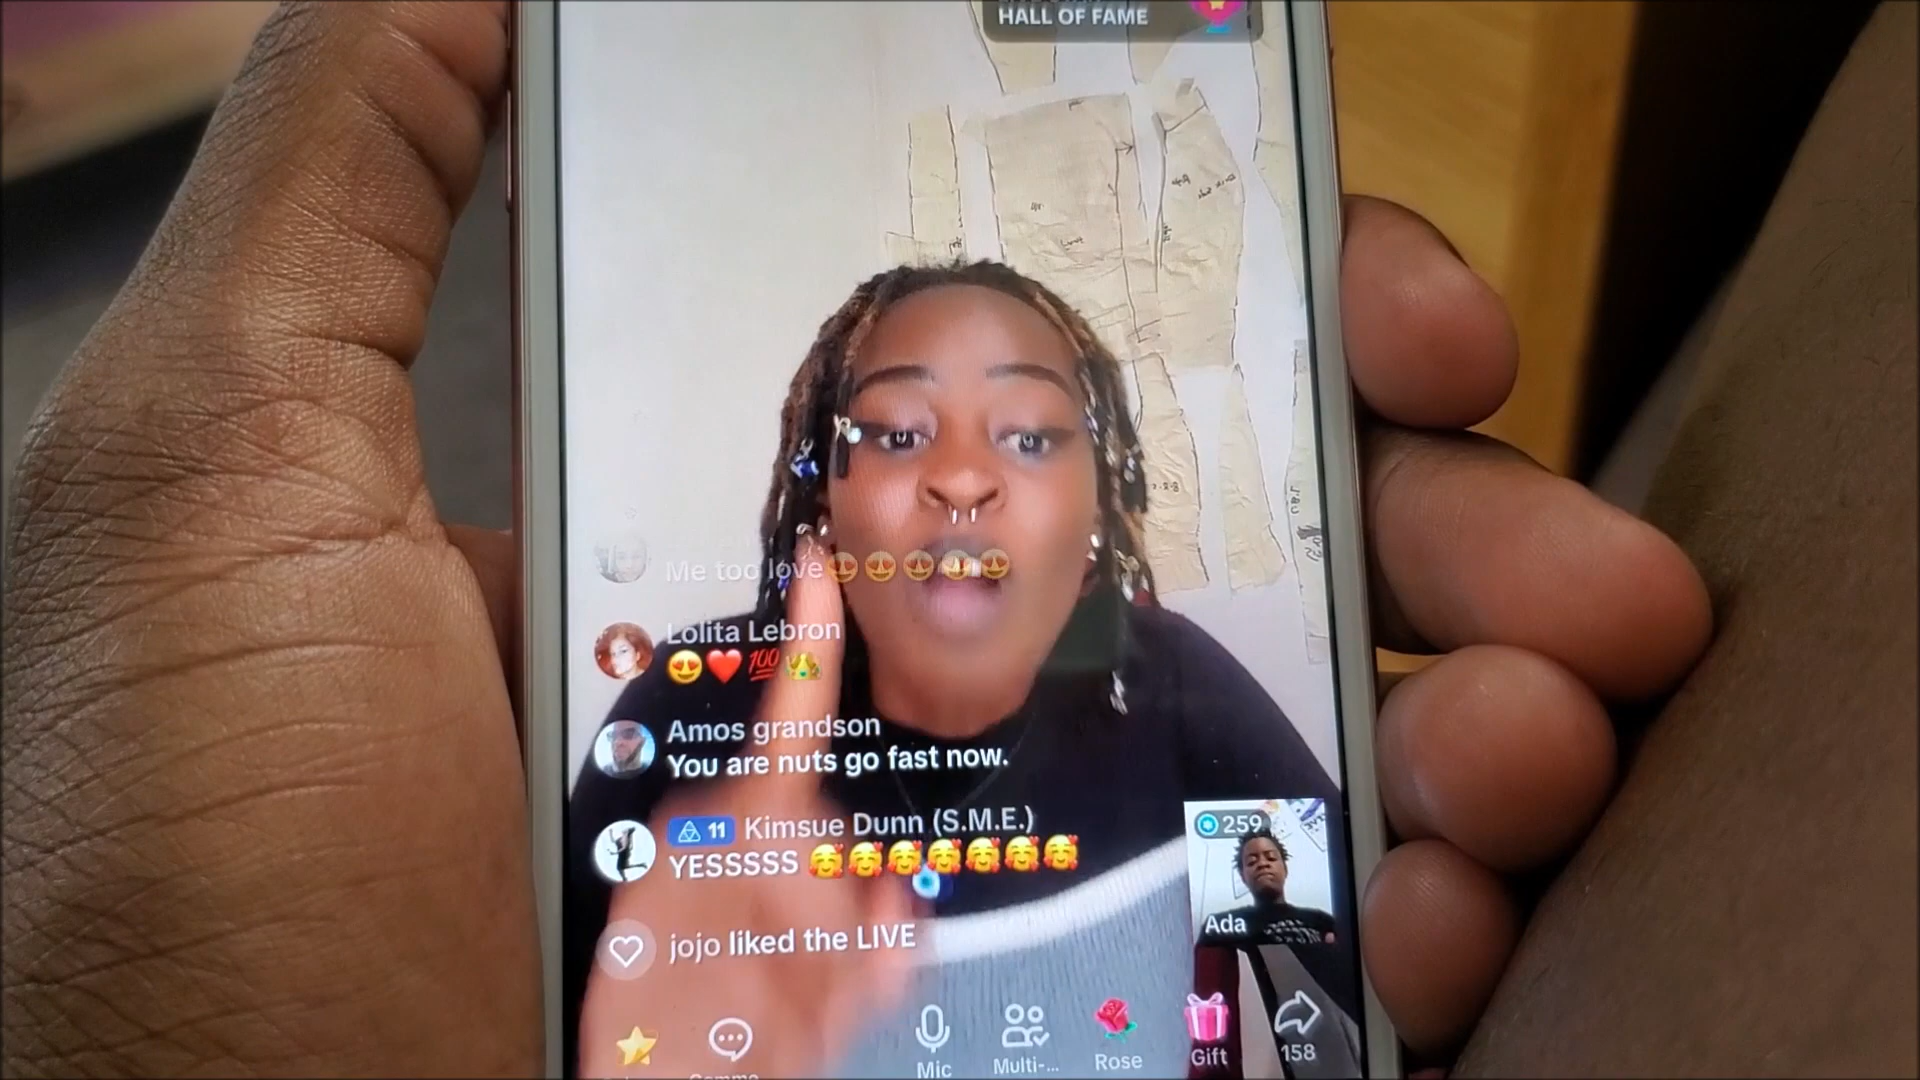 HALL OF FAME
Me too love😍😍😍😍😍
Lolita Lebron
😍❤️💯👑
Amos grandson
You are nuts go fast now.
11 Kimsue Dunn (S.M.E.)
YESSSSS 🥰🥰🥰🥰🥰🥰🥰
jojo liked the LIVE
259
Ada
Mic
Multi-...
Rose
Gift
158